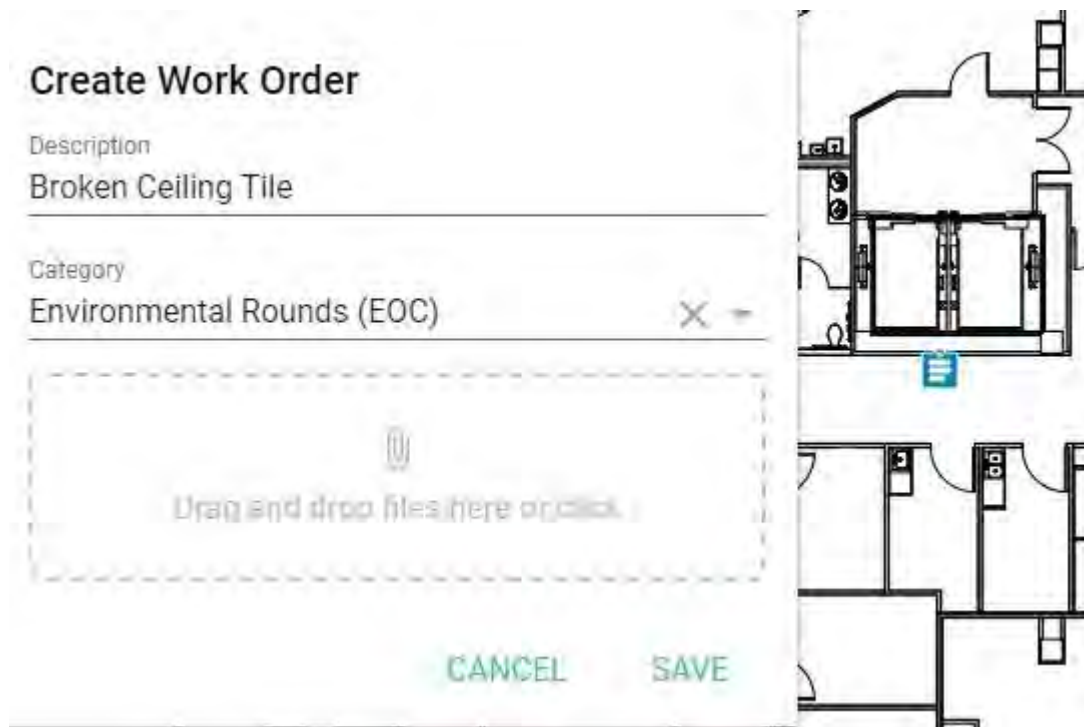 Create Work Order
Description
Broken Ceiling Tile
Category
Environmental Rounds (EOC)
Drag and drop files here or click
CANCEL
SAVE